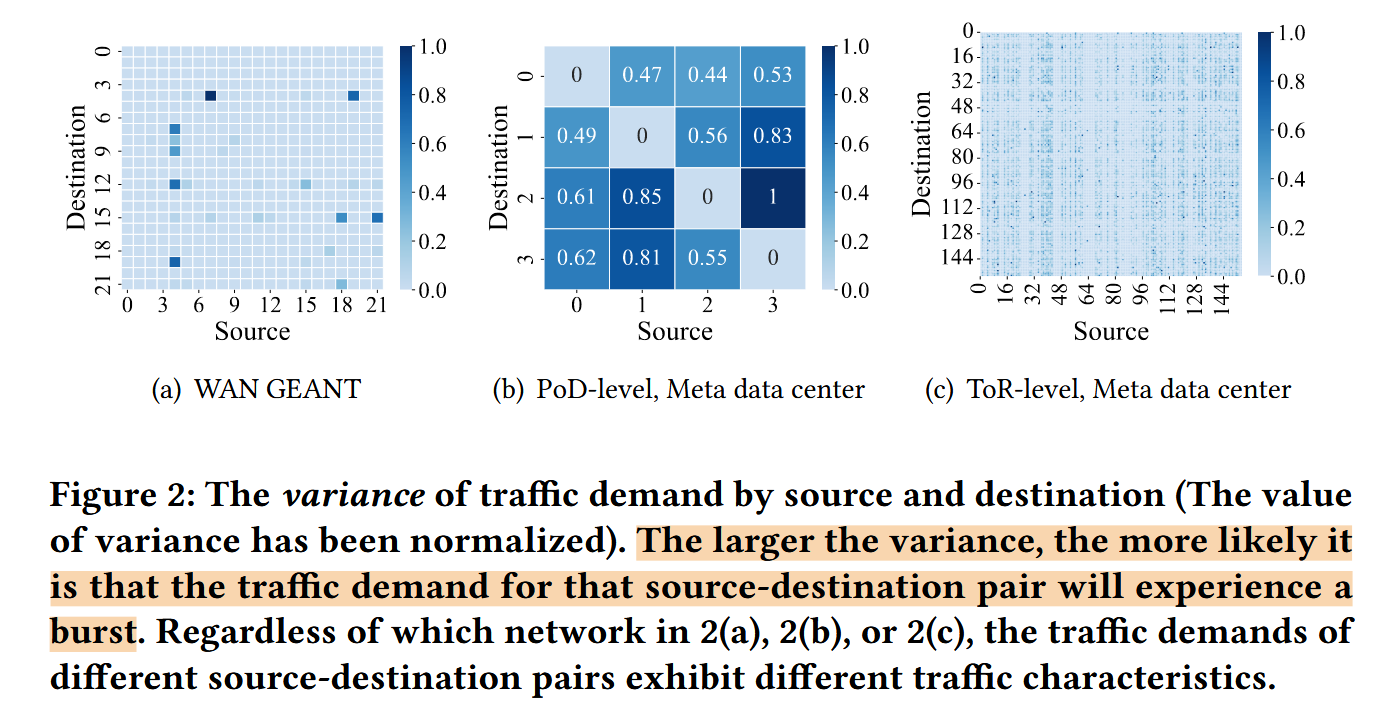 0
3
6
9
12
15
18
21
Destination
0 3 6 9 12 15 18 21
Source
1.0
0.8
0.6
0.4
0.2
0.0
(a) WAN GEANT
0
1
2
3
Destination
0 0.47 0.44 0.53
0.49 0 0.56 0.83
0.61 0.85 0 1
0.62 0.81 0.55 0
0 1 2 3
Source
1.0
0.8
0.6
0.4
0.2
0.0
(b) PoD-level, Meta data center
0
16
32
48
64
80
96
112
128
144
Destination
0 16 32 48 64 80 96 112 128 144
Source
1.0
0.8
0.6
0.4
0.2
0.0
(c) ToR-level, Meta data center
Figure 2: The variance of traffic demand by source and destination (The value
of variance has been normalized). The larger the variance, the more likely it
is that the traffic demand for that source-destination pair will experience a
burst. Regardless of which network in 2(a), 2(b), or 2(c), the traffic demands of
different source-destination pairs exhibit different traffic characteristics.